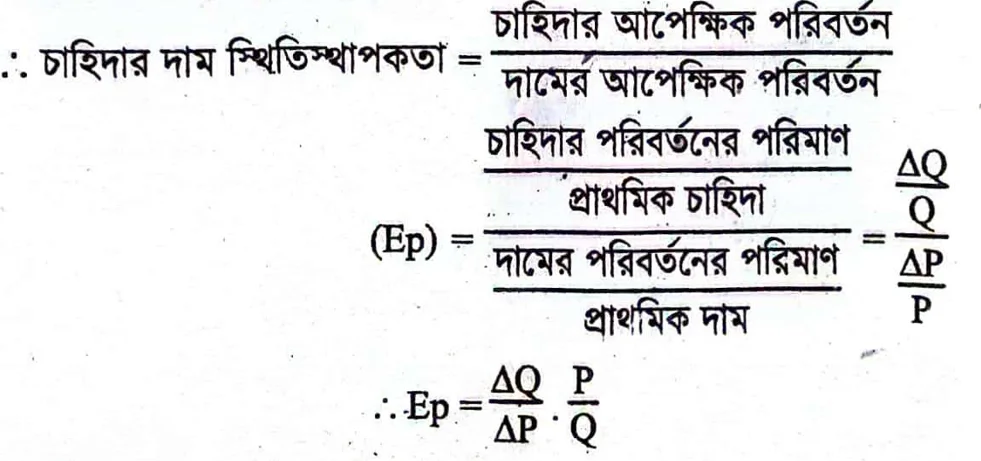 ∴ চাহিদার দাম স্থিতিস্থাপকতা = চাহিদার আপেক্ষিক পরিবর্তন / দামের আপেক্ষিক পরিবর্তন
(Ep) = (চাহিদার পরিবর্তনের পরিমাণ / প্রাথমিক চাহিদা) / (দামের পরিবর্তনের পরিমাণ / প্রাথমিক দাম) = (ΔQ / Q) / (ΔP / P)
∴ Ep = ΔQ / ΔP · P / Q